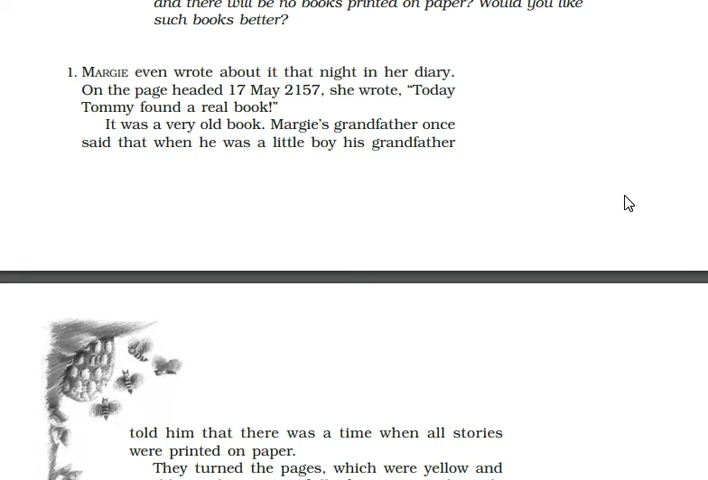 and there will be no books printed on paper? Would you like
such books better?
1. MARGIE even wrote about it that night in her diary.
On the page headed 17 May 2157, she wrote, “Today
Tommy found a real book!”
It was a very old book. Margie’s grandfather once
said that when he was a little boy his grandfather
told him that there was a time when all stories
were printed on paper.
They turned the pages, which were yellow and